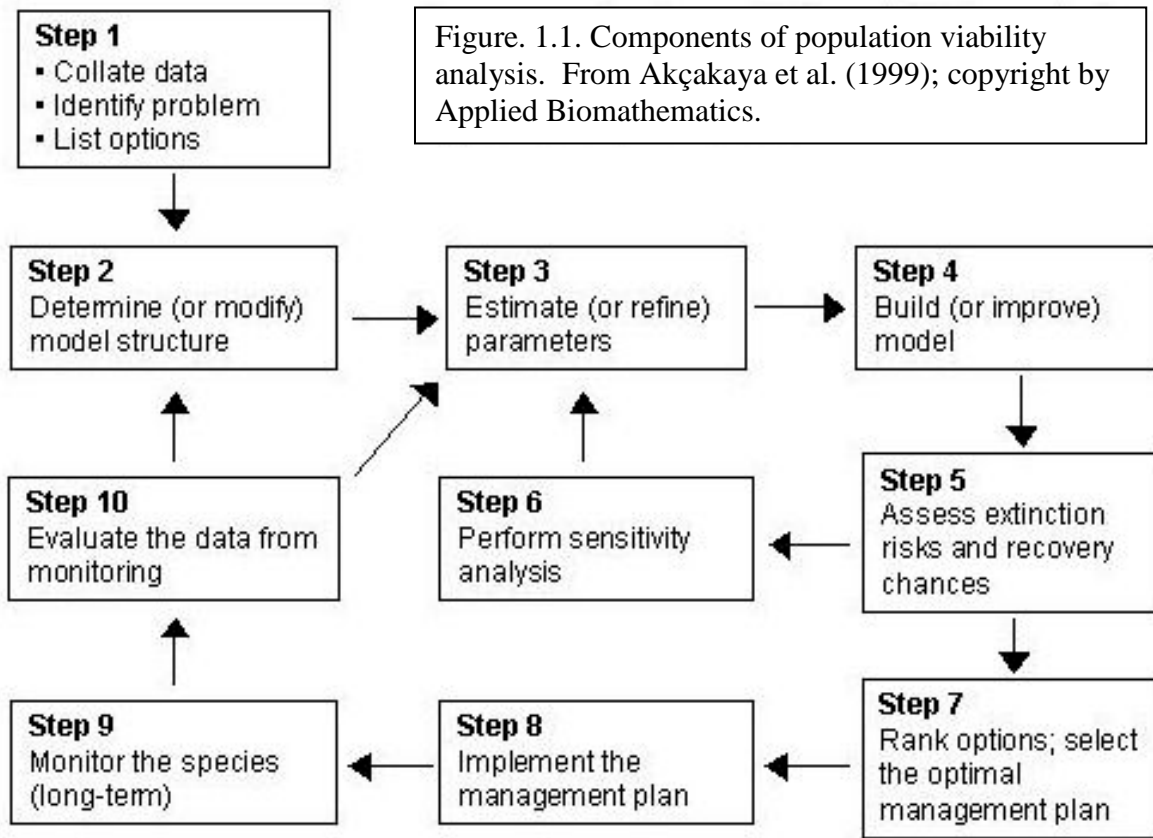 Step 1
▪ Collate data
▪ Identify problem
▪ List options
Figure. 1.1. Components of population viability
analysis.  From Akçakaya et al. (1999); copyright by
Applied Biomathematics.
Step 2
Determine (or modify)
model structure
Step 3
Estimate (or refine)
parameters
Step 4
Build (or improve)
model
Step 10
Evaluate the data from
monitoring
Step 6
Perform sensitivity
analysis
Step 5
Assess extinction
risks and recovery
chances
Step 9
Monitor the species
(long-term)
Step 8
Implement the
management plan
Step 7
Rank options; select
the optimal
management plan